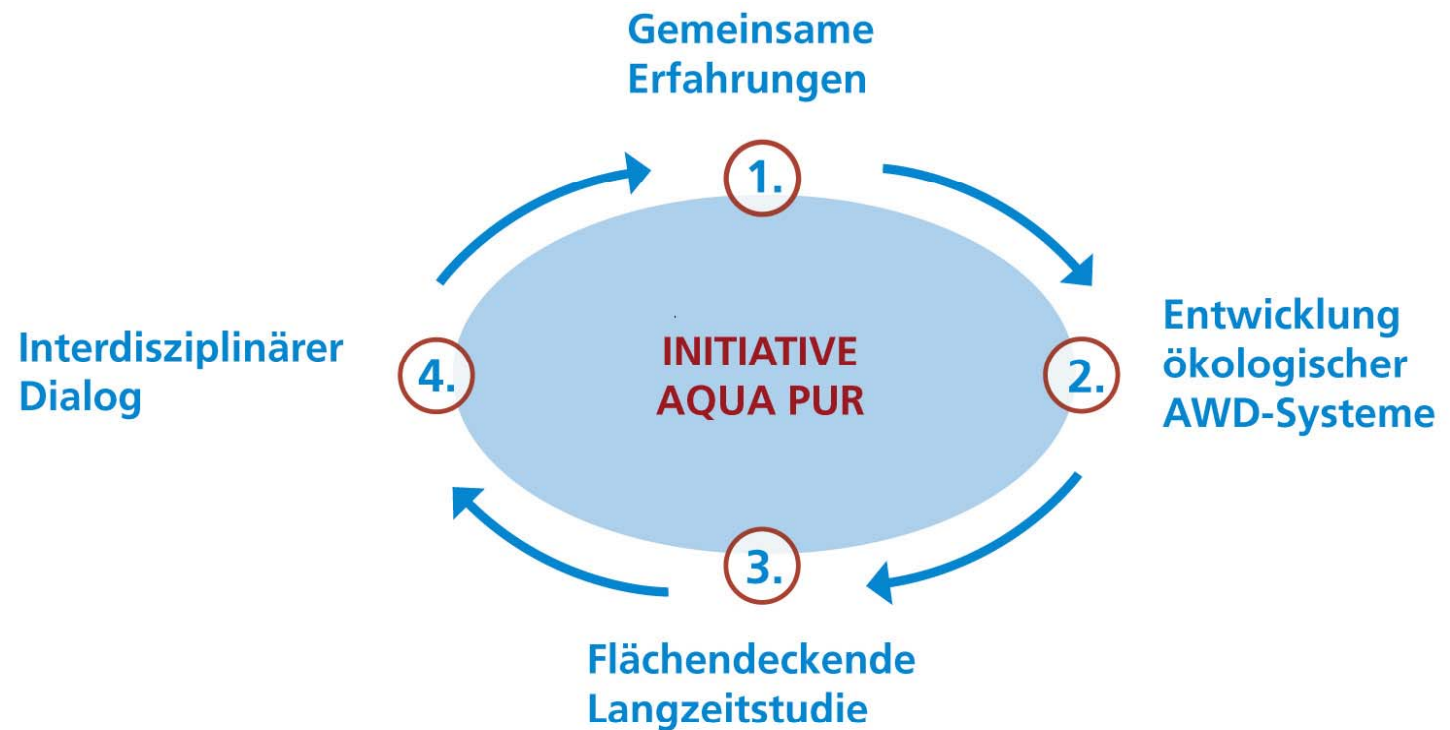 Gemeinsame
Erfahrungen
1.
Entwicklung
ökologischer
AWD-Systeme
2.
Flächendeckende
Langzeitstudie
3.
Interdisziplinärer
Dialog
4.
INITIATIVE
AQUA PUR